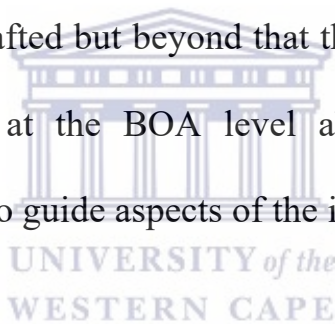 afted but beyond that th
at the BOA level a
o guide aspects of the i
UNIVERSITY of the
WESTERN CAPE